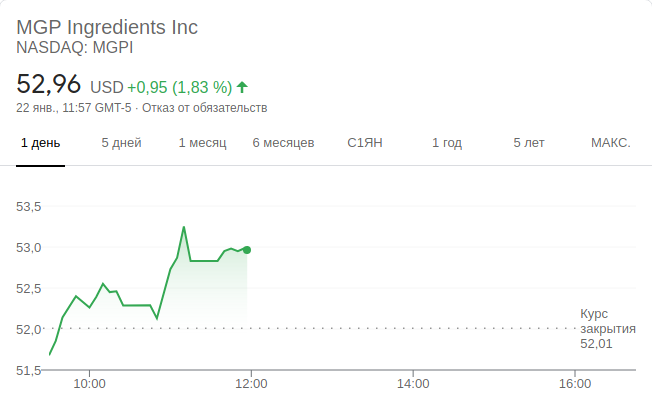 MGP Ingredients Inc
NASDAQ: MGPI
52,96 USD +0,95 (1,83 %)
22 янв., 11:57 GMT-5 · Отказ от обязательств
1 день 5 дней 1 месяц 6 месяцев С1ЯН 1 год 5 лет МАКС.
53,5
53,0
52,5
52,0
51,5
Курс
закрытия
52,01
10:00 12:00 14:00 16:00